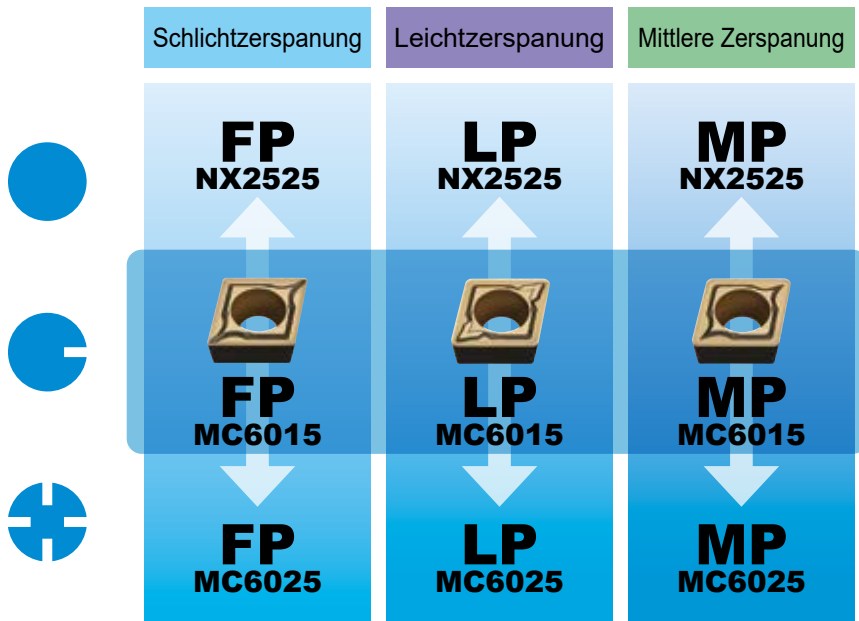 Schlichtzerspanung
Leichtzerspanung
Mittlere Zerspanung
FP
NX2525
LP
NX2525
MP
NX2525
FP
MC6015
LP
MC6015
MP
MC6015
FP
MC6025
LP
MC6025
MP
MC6025